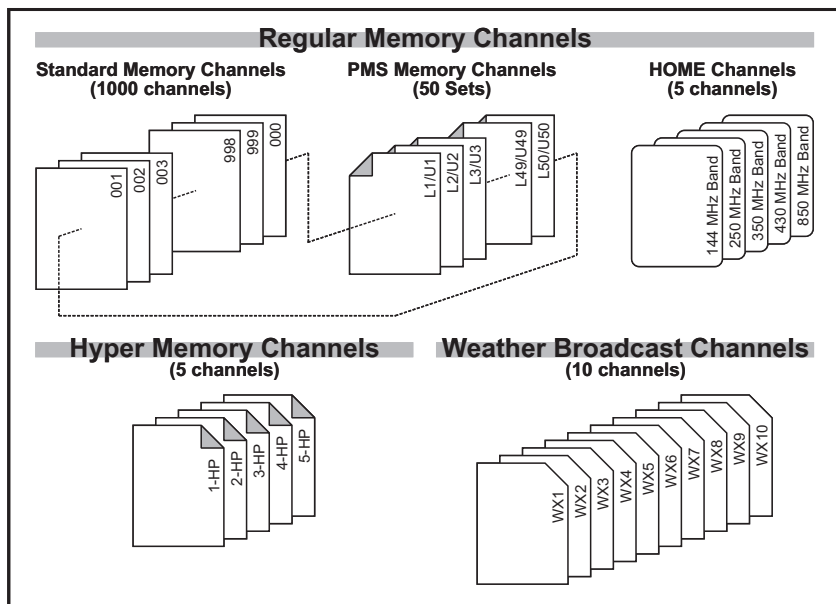 Regular Memory Channels
Standard Memory Channels
(1000 channels)
PMS Memory Channels
(50 Sets)
HOME Channels
(5 channels)
001
002
003
998
999
000
L1/U1
L2/U2
L3/U3
L49/U49
L50/U50
144 MHz Band
250 MHz Band
350 MHz Band
430 MHz Band
850 MHz Band
Hyper Memory Channels
(5 channels)
1-HP
2-HP
3-HP
4-HP
5-HP
Weather Broadcast Channels
(10 channels)
WX1
WX2
WX3
WX4
WX5
WX6
WX7
WX8
WX9
WX10